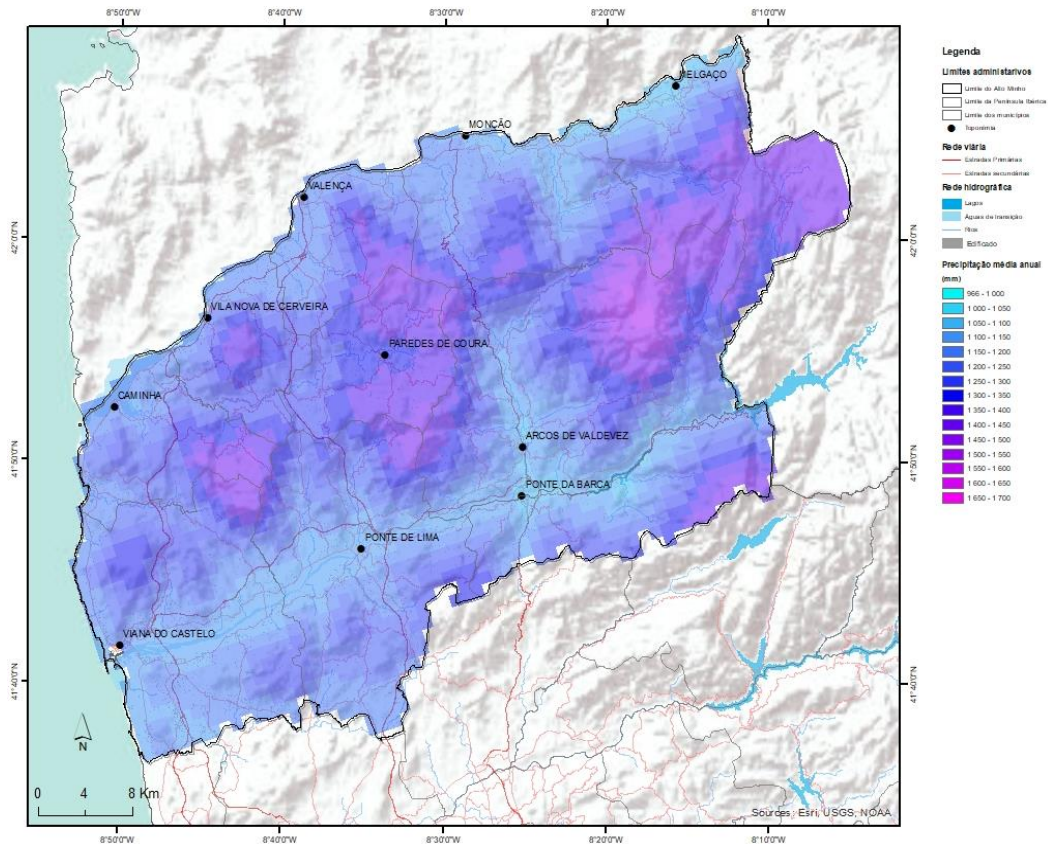 8°50'0"W 8°40'0"W 8°30'0"W 8°20'0"W 8°10'0"W
MELGAÇO
MONÇÃO
VALENÇA
42°0'0"N 42°0'0"N
VILA NOVA DE CERVEIRA
PAREDES DE COURA
CAMINHA
ARCOS DE VALDEVEZ
41°50'0"N 41°50'0"N
PONTE DA BARCA
PONTE DE LIMA
VIANA DO CASTELO
41°40'0"N 41°40'0"N
N
0 4 8 Km
Sources: Esri, USGS, NOAA
8°50'0"W 8°40'0"W 8°30'0"W 8°20'0"W 8°10'0"W
Legenda
Limites administrativos
Limite do Alto Minho
Limite da Península Ibérica
Limite dos municípios
Toponímia
Rede viária
Estradas Primárias
Estradas secundárias
Rede hidrográfica
Lagos
Águas de transição
Rios
Edificado
Precipitação média anual
(mm)
966 - 1 000
1 000 - 1 050
1 050 - 1 100
1 100 - 1 150
1 150 - 1 200
1 200 - 1 250
1 250 - 1 300
1 300 - 1 350
1 350 - 1 400
1 400 - 1 450
1 450 - 1 500
1 500 - 1 550
1 550 - 1 600
1 600 - 1 650
1 650 - 1 700